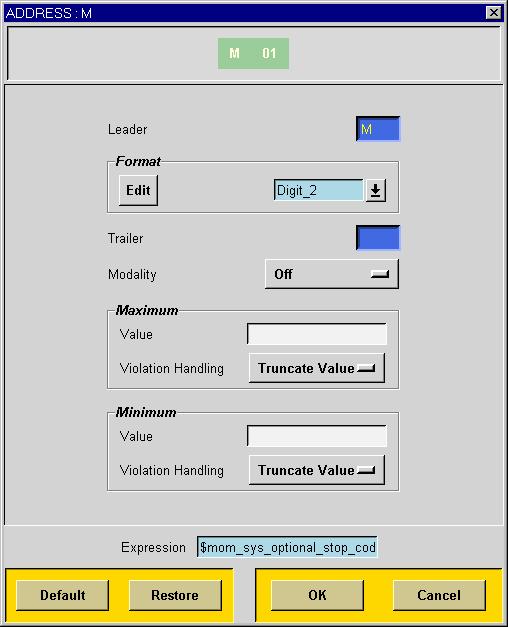 ADDRESS : M
M 01
Leader M
Format
Edit Digit_2
Trailer
Modality Off
Maximum
Value
Violation Handling Truncate Value
Minimum
Value
Violation Handling Truncate Value
Expression $mom_sys_optional_stop_cod
Default Restore OK Cancel